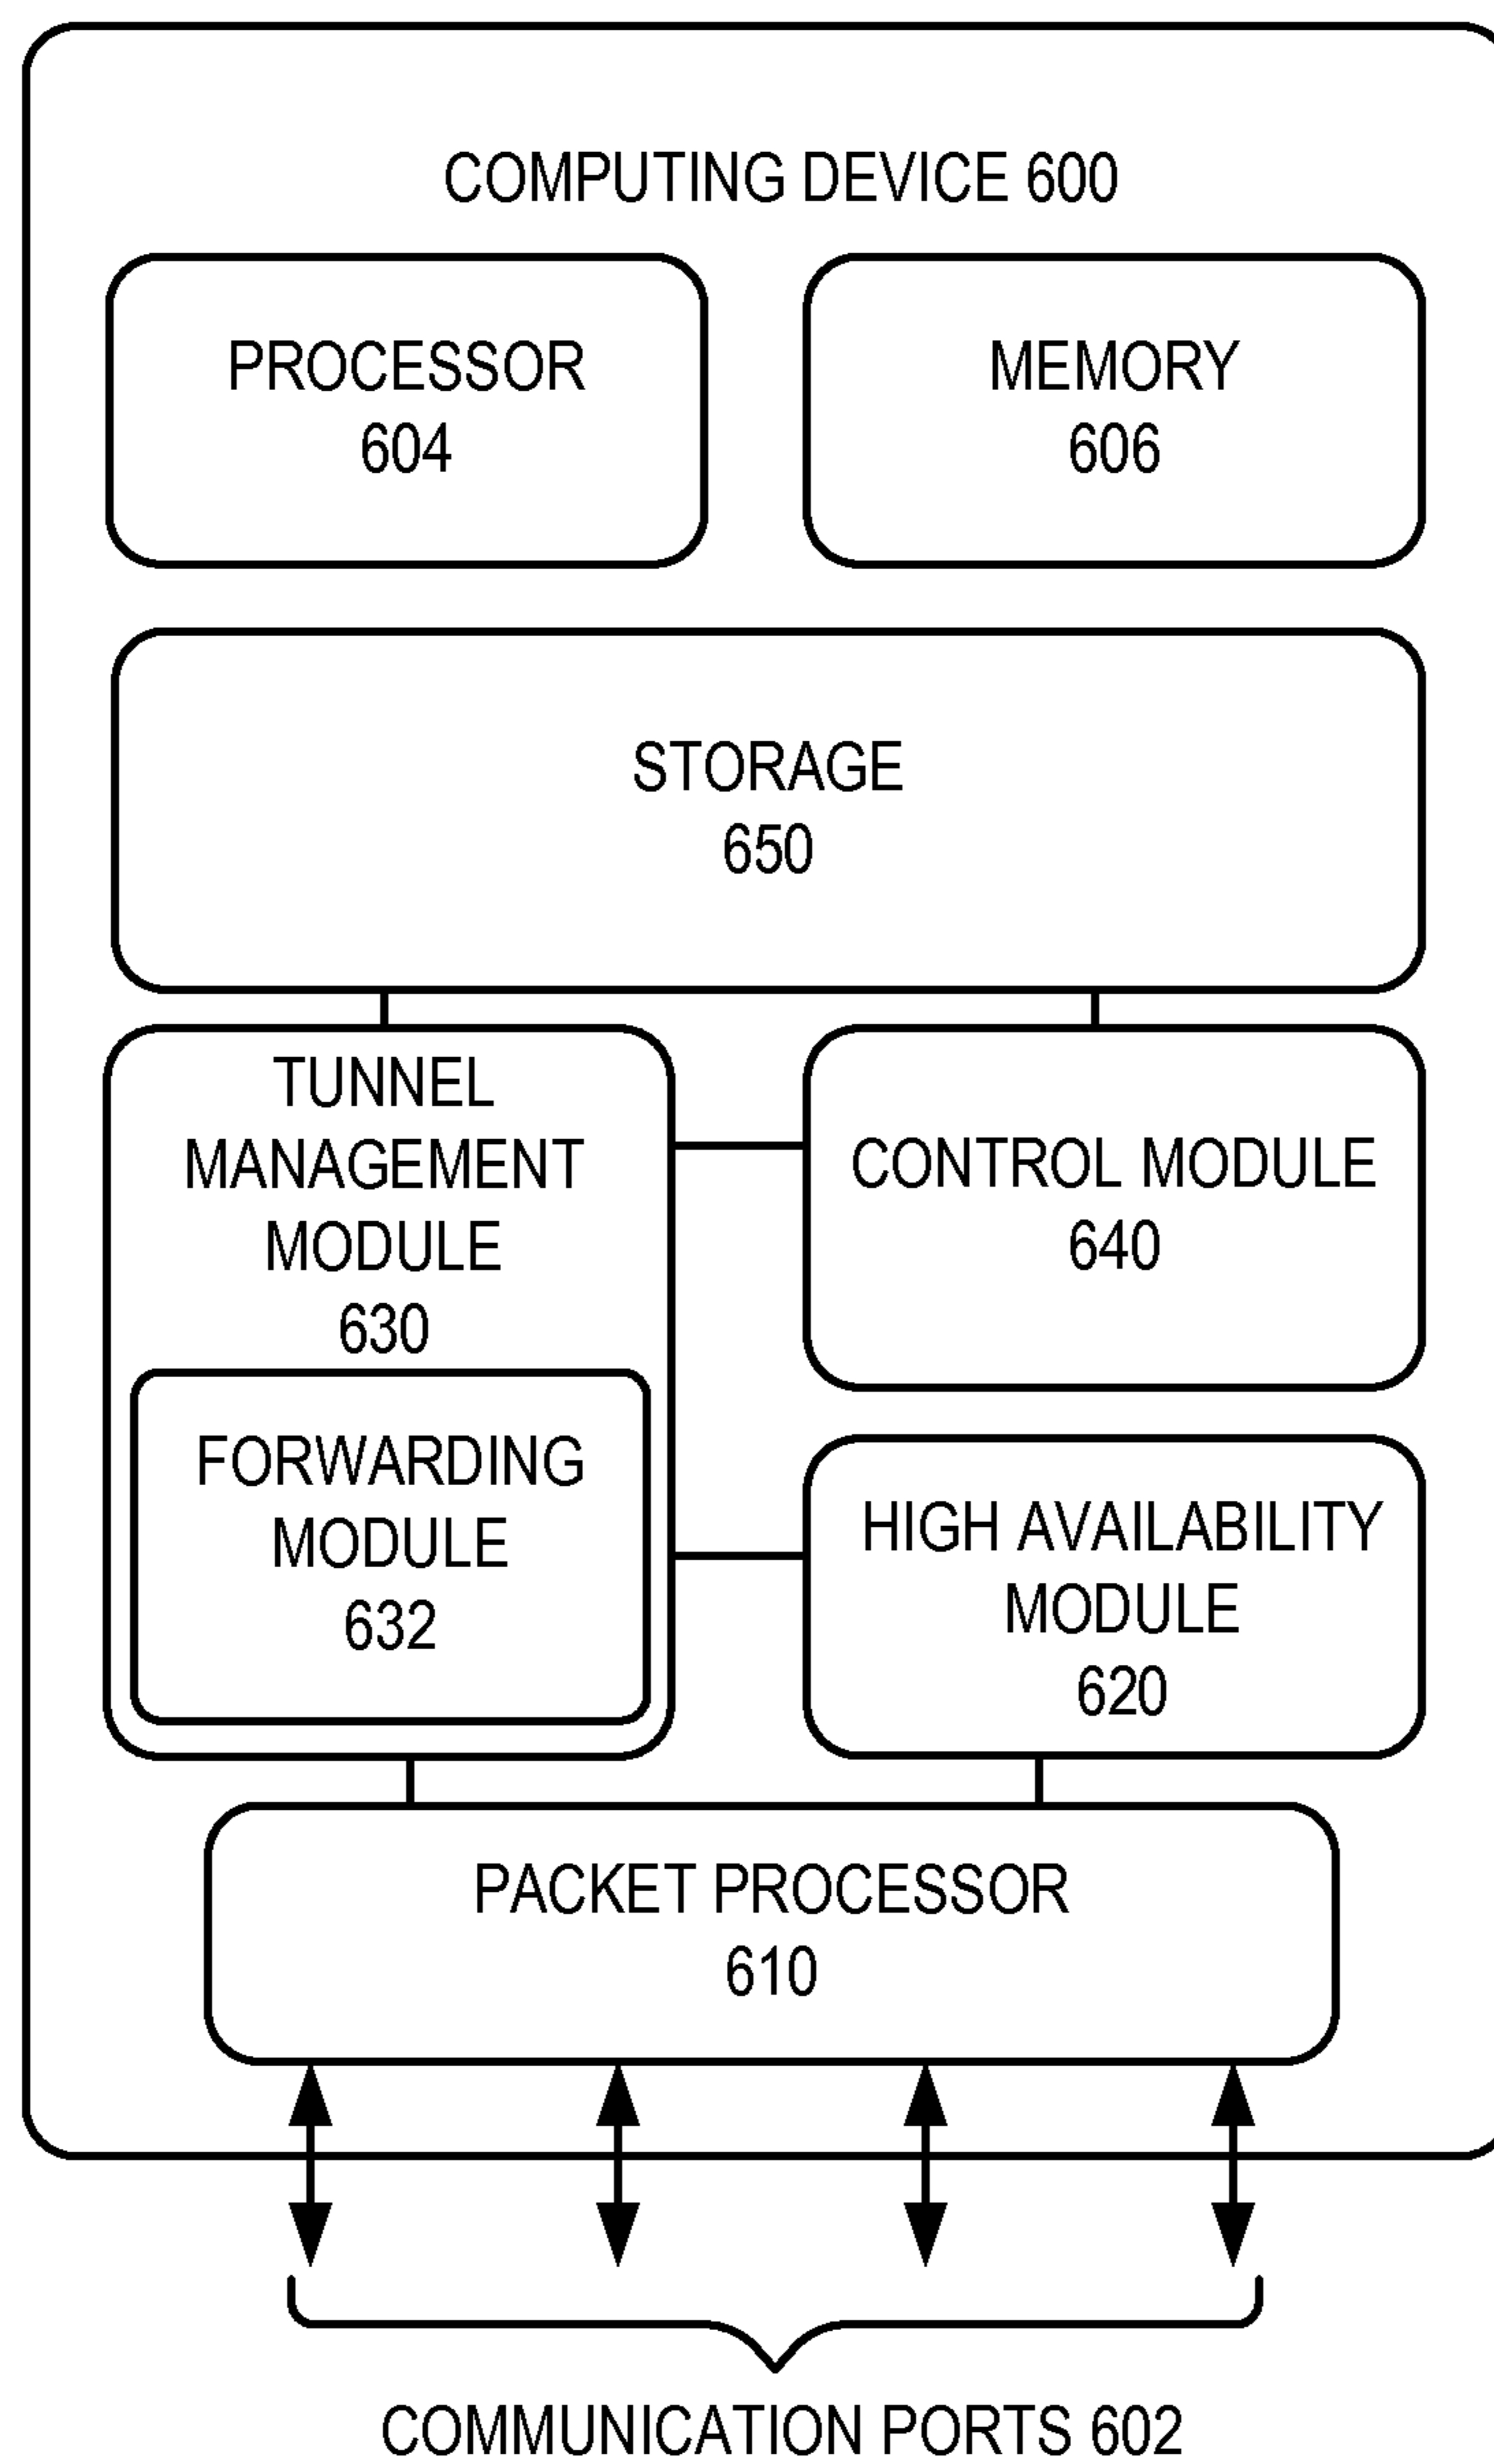 COMPUTING DEVICE 600
PROCESSOR
604
MEMORY
606
STORAGE
650
TUNNEL
MANAGEMENT
MODULE
630
CONTROL MODULE
640
FORWARDING
MODULE
632
HIGH AVAILABILITY
MODULE
620
PACKET PROCESSOR
610
COMMUNICATION PORTS 602